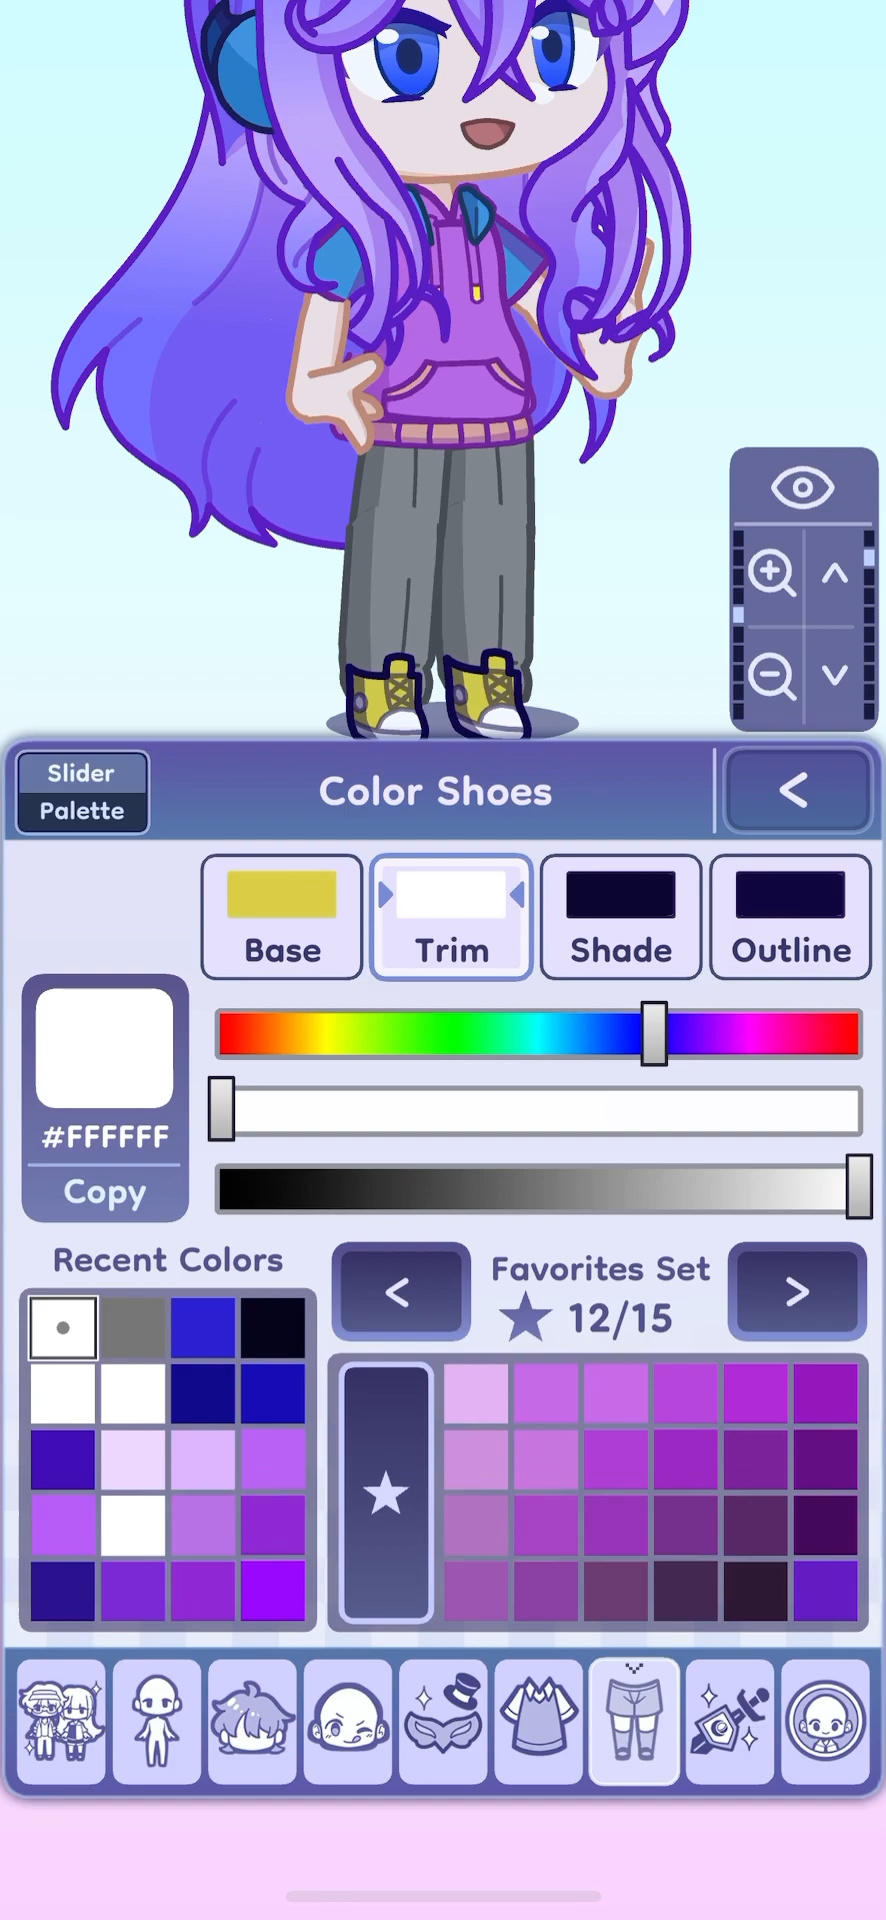 Slider
Palette
Color Shoes
<
Base
Trim
Shade
Outline
#FFFFFF
Copy
Recent Colors
<
Favorites Set
12/15
>